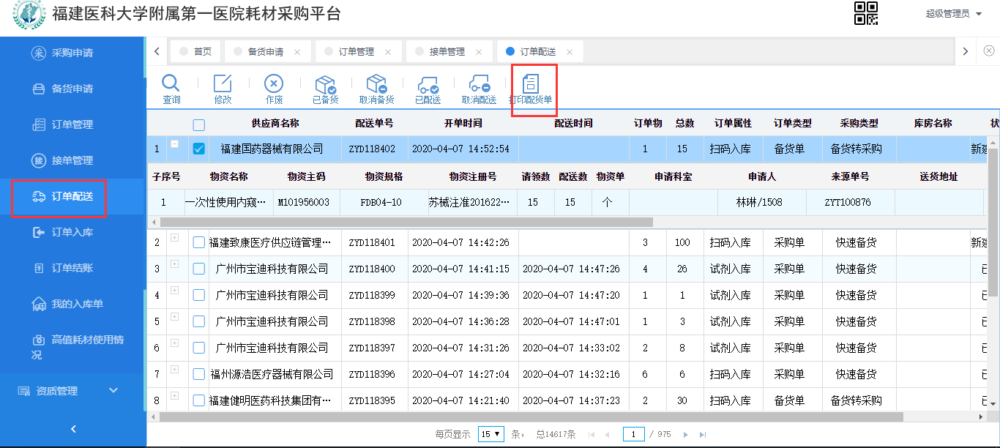 福建医科大学附属第一医院耗材采购平台
超级管理员
采购申请
备货申请
订单管理
接单管理
订单配送
订单入库
订单结账
我的入库单
高值耗材使用情
况
资质管理
首页 备货申请 × 订单管理 × 接单管理 × 订单配送 ×
查询 修改 作废 已备货 取消备货 已配送 取消配送 打印配货单
供应商名称 配送单号 开单时间 配送时间 订单物 总数 订单属性 订单类型 采购类型 库房名称 状
1 福建国药器械有限公司 ZYD118402 2020-04-07 14:52:54 1 15 扫码入库 备货单 备货转采购 新建
子序号 物资名称 物资主码 物资规格 物资注册号 请领数 配送数 物资单 申请科室 申请人 来源单号 送货地址
1 一次性使用内窥… M101956003 FDB04-10 苏械注准201622… 15 15 个 林琳/1508 ZYT100876
2 福建致康医疗供应链管理… ZYD118401 2020-04-07 14:42:26 3 100 扫码入库 采购单 快速备货 新建
3 广州市宝迪科技有限公司 ZYD118400 2020-04-07 14:41:15 2020-04-07 14:47:26 4 26 试剂入库 采购单 快速备货 已
4 广州市宝迪科技有限公司 ZYD118399 2020-04-07 14:39:36 2020-04-07 14:47:20 1 1 试剂入库 采购单 快速备货 已
5 广州市宝迪科技有限公司 ZYD118398 2020-04-07 14:36:28 2020-04-07 14:47:01 1 3 试剂入库 采购单 快速备货 已
6 广州市宝迪科技有限公司 ZYD118397 2020-04-07 14:31:26 2020-04-07 14:33:02 2 8 试剂入库 采购单 快速备货 已
7 福州源浩医疗器械有限公司 ZYD118396 2020-04-07 14:27:04 2020-04-07 14:32:16 6 6 扫码入库 采购单 快速备货 已
8 福建健明医药科技集团有… ZYD118395 2020-04-07 14:21:40 2020-04-07 14:37:23 2 30 扫码入库 备货单 备货转采购 已
每页显示 15 条, 总14617条 1 / 975